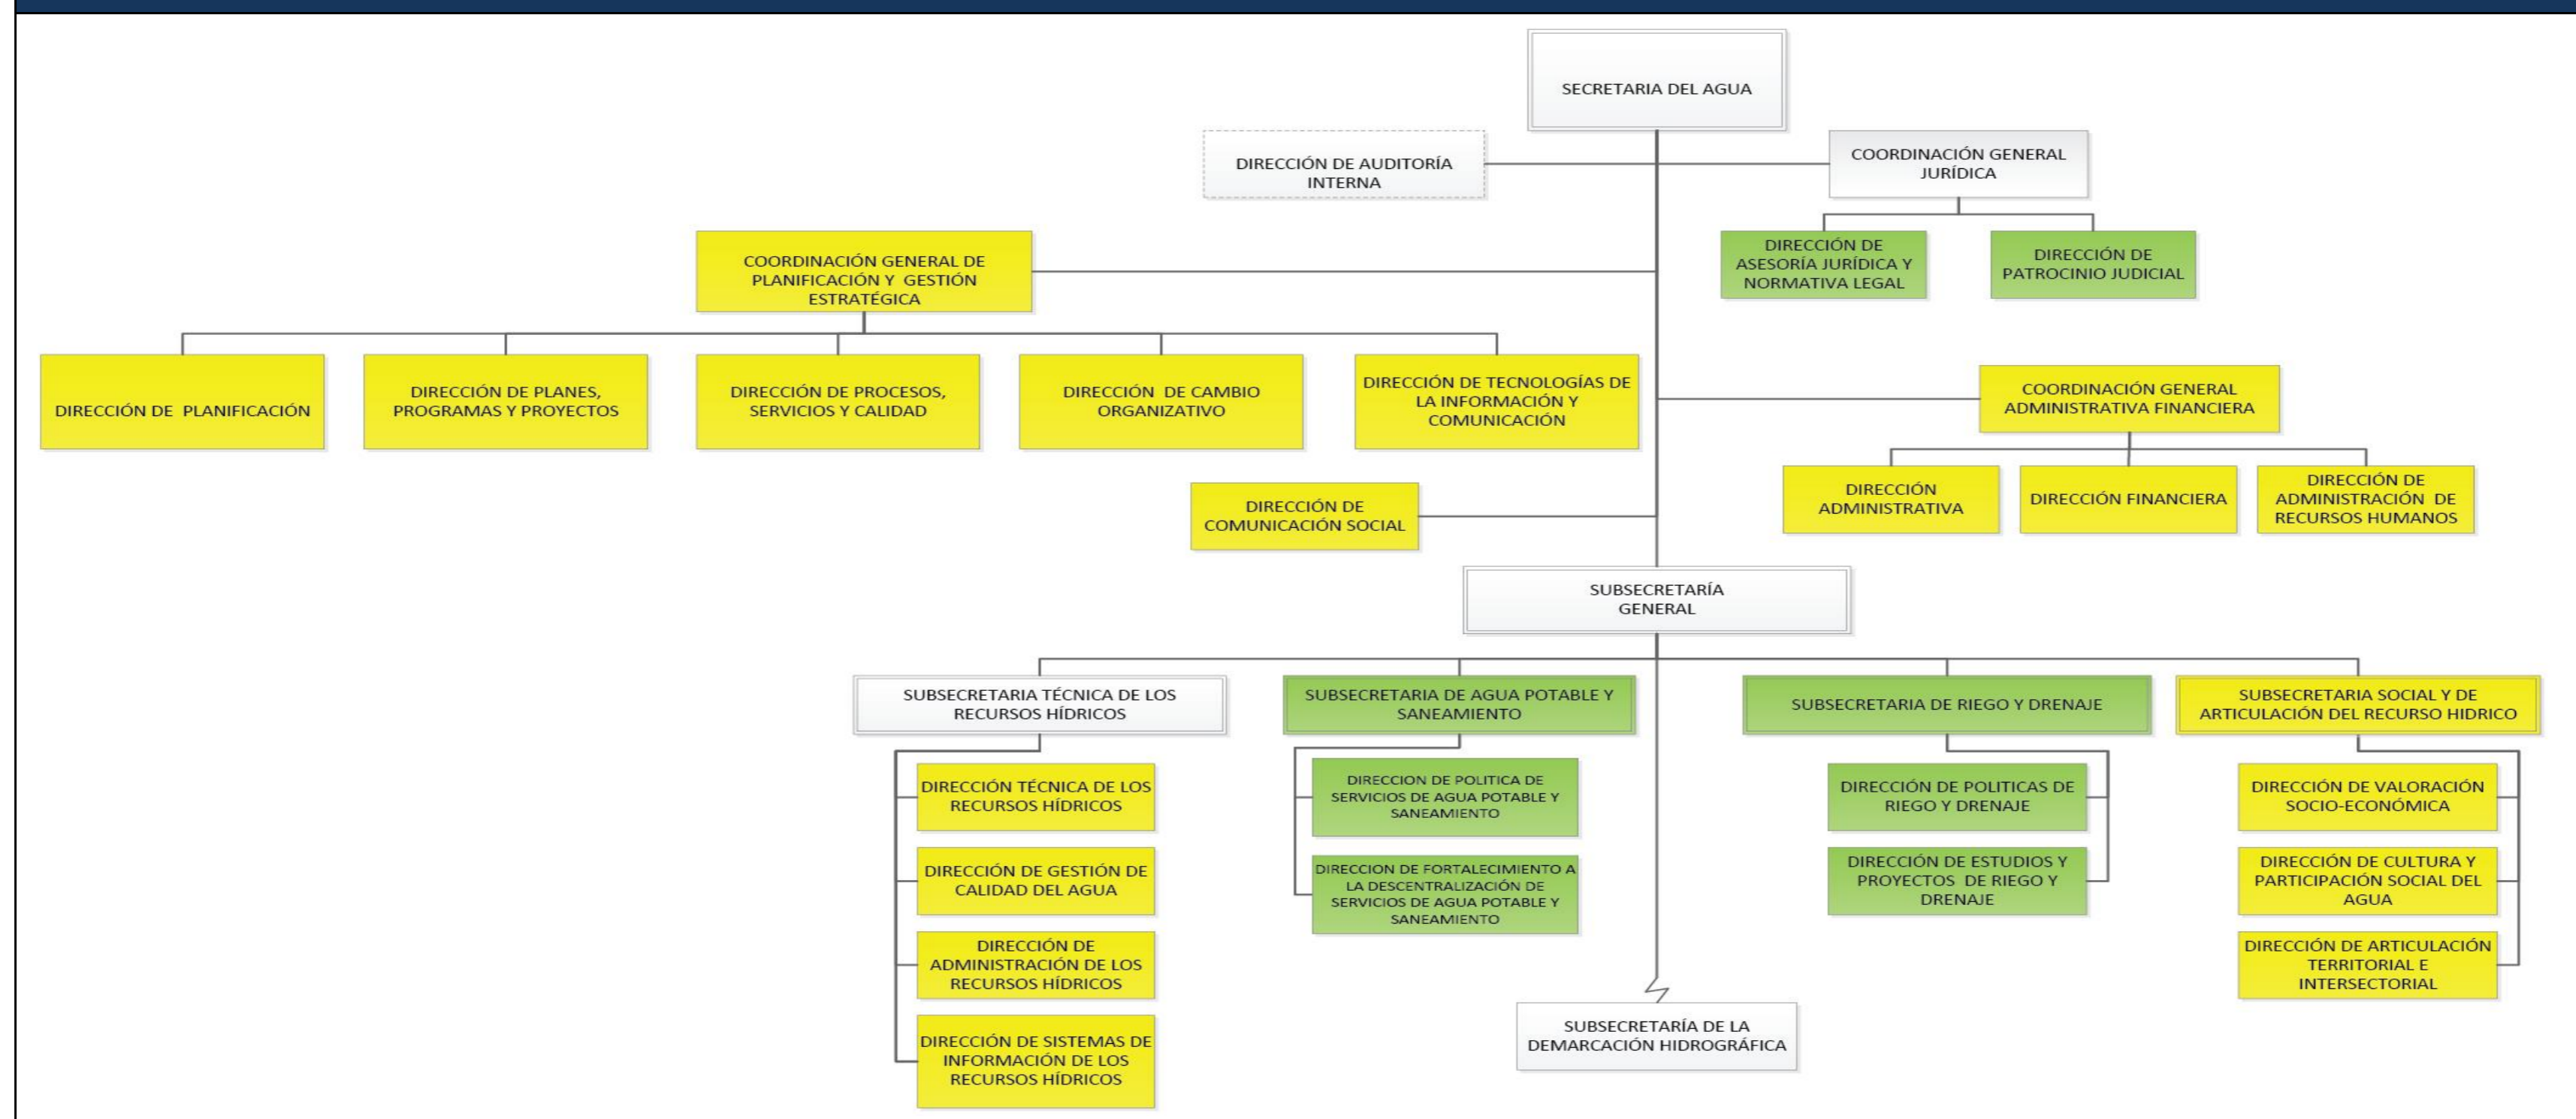 SECRETARIA DEL AGUA
DIRECCIÓN DE AUDITORÍA
INTERNA
COORDINACIÓN GENERAL
JURÍDICA
DIRECCIÓN DE
ASESORÍA JURÍDICA Y
NORMATIVA LEGAL
DIRECCIÓN DE
PATROCINIO JUDICIAL
COORDINACIÓN GENERAL DE
PLANIFICACIÓN Y GESTIÓN
ESTRATÉGICA
DIRECCIÓN DE PLANIFICACIÓN
DIRECCIÓN DE PLANES,
PROGRAMAS Y PROYECTOS
DIRECCIÓN DE PROCESOS,
SERVICIOS Y CALIDAD
DIRECCIÓN DE CAMBIO
ORGANIZATIVO
DIRECCIÓN DE TECNOLOGÍAS DE
LA INFORMACIÓN Y
COMUNICACIÓN
COORDINACIÓN GENERAL
ADMINISTRATIVA FINANCIERA
DIRECCIÓN
ADMINISTRATIVA
DIRECCIÓN FINANCIERA
DIRECCIÓN DE
ADMINISTRACIÓN DE
RECURSOS HUMANOS
DIRECCIÓN DE
COMUNICACIÓN SOCIAL
SUBSECRETARÍA
GENERAL
SUBSECRETARIA TÉCNICA DE LOS
RECURSOS HÍDRICOS
DIRECCIÓN TÉCNICA DE LOS
RECURSOS HÍDRICOS
DIRECCIÓN DE GESTIÓN DE
CALIDAD DEL AGUA
DIRECCIÓN DE
ADMINISTRACIÓN DE LOS
RECURSOS HÍDRICOS
DIRECCIÓN DE SISTEMAS DE
INFORMACIÓN DE LOS
RECURSOS HÍDRICOS
SUBSECRETARIA DE AGUA POTABLE Y
SANEAMIENTO
DIRECCION DE POLITICA DE
SERVICIOS DE AGUA POTABLE Y
SANEAMIENTO
DIRECCION DE FORTALECIMIENTO A
LA DESCENTRALIZACIÓN DE
SERVICIOS DE AGUA POTABLE Y
SANEAMIENTO
SUBSECRETARIA DE RIEGO Y DRENAJE
DIRECCIÓN DE POLITICAS DE
RIEGO Y DRENAJE
DIRECCIÓN DE ESTUDIOS Y
PROYECTOS DE RIEGO Y
DRENAJE
SUBSECRETARIA SOCIAL Y DE
ARTICULACIÓN DEL RECURSO HIDRICO
DIRECCIÓN DE VALORACIÓN
SOCIO-ECONÓMICA
DIRECCIÓN DE CULTURA Y
PARTICIPACIÓN SOCIAL DEL
AGUA
DIRECCIÓN DE ARTICULACIÓN
TERRITORIAL E
INTERSECTORIAL
SUBSECRETARÍA DE LA
DEMARCACIÓN HIDROGRÁFICA